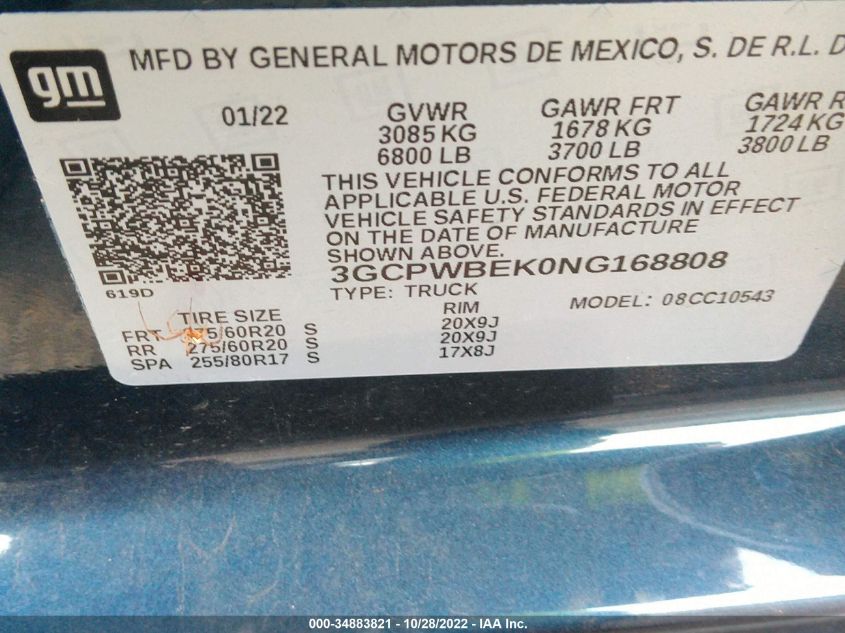 gm
MFD BY GENERAL MOTORS DE MEXICO, S. DE R.L. D
01/22 GVWR GAWR FRT GAWR R
3085 KG 1678 KG 1724 KG
6800 LB 3700 LB 3800 LB
THIS VEHICLE CONFORMS TO ALL
APPLICABLE U.S. FEDERAL MOTOR
VEHICLE SAFETY STANDARDS IN EFFECT
ON THE DATE OF MANUFACTURE
SHOWN ABOVE.
3GCPWBEK0NG168808
619D
TYPE: TRUCK MODEL: 08CC10543
TIRE SIZE RIM
FRT 275/60R20 S 20X9J
RR 275/60R20 S 20X9J
SPA 255/80R17 S 17X8J
000-34883821 - 10/28/2022 - IAA Inc.